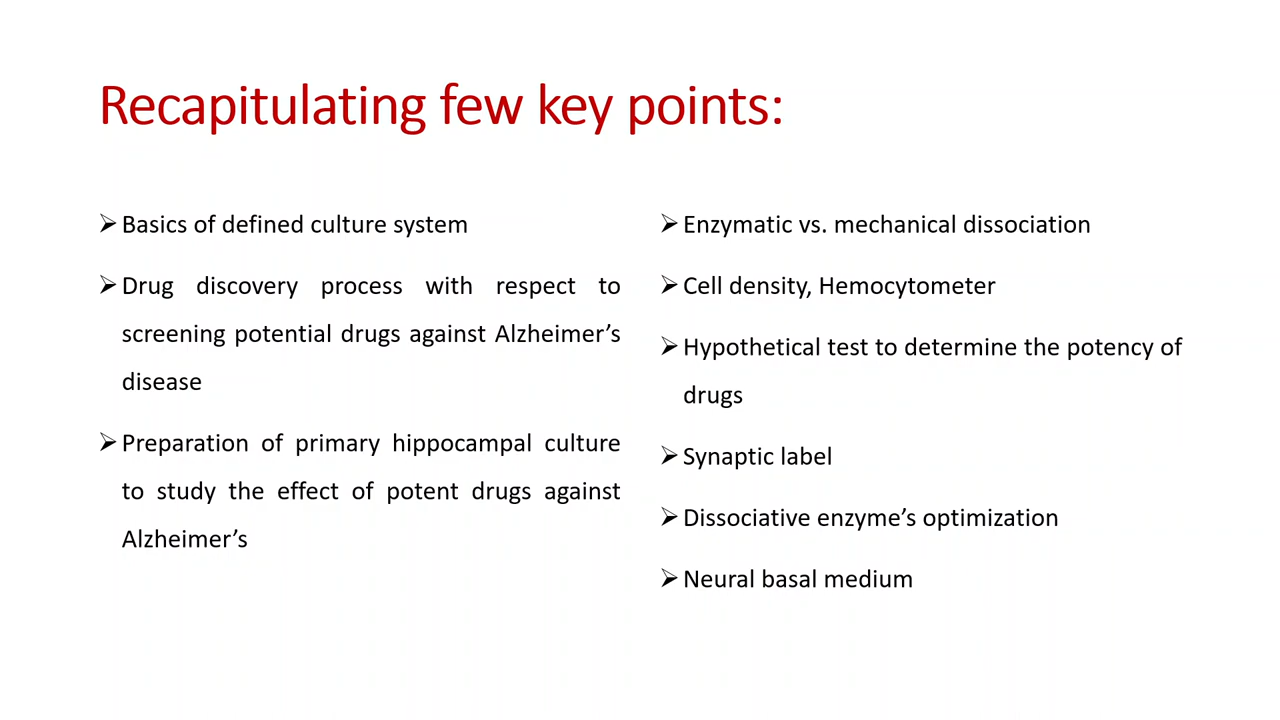 Recapitulating few key points:
➢ Basics of defined culture system
➢ Drug discovery process with respect to
screening potential drugs against Alzheimer’s
disease
➢ Preparation of primary hippocampal culture
to study the effect of potent drugs against
Alzheimer’s
➢ Enzymatic vs. mechanical dissociation
➢ Cell density, Hemocytometer
➢ Hypothetical test to determine the potency of
drugs
➢ Synaptic label
➢ Dissociative enzyme’s optimization
➢ Neural basal medium